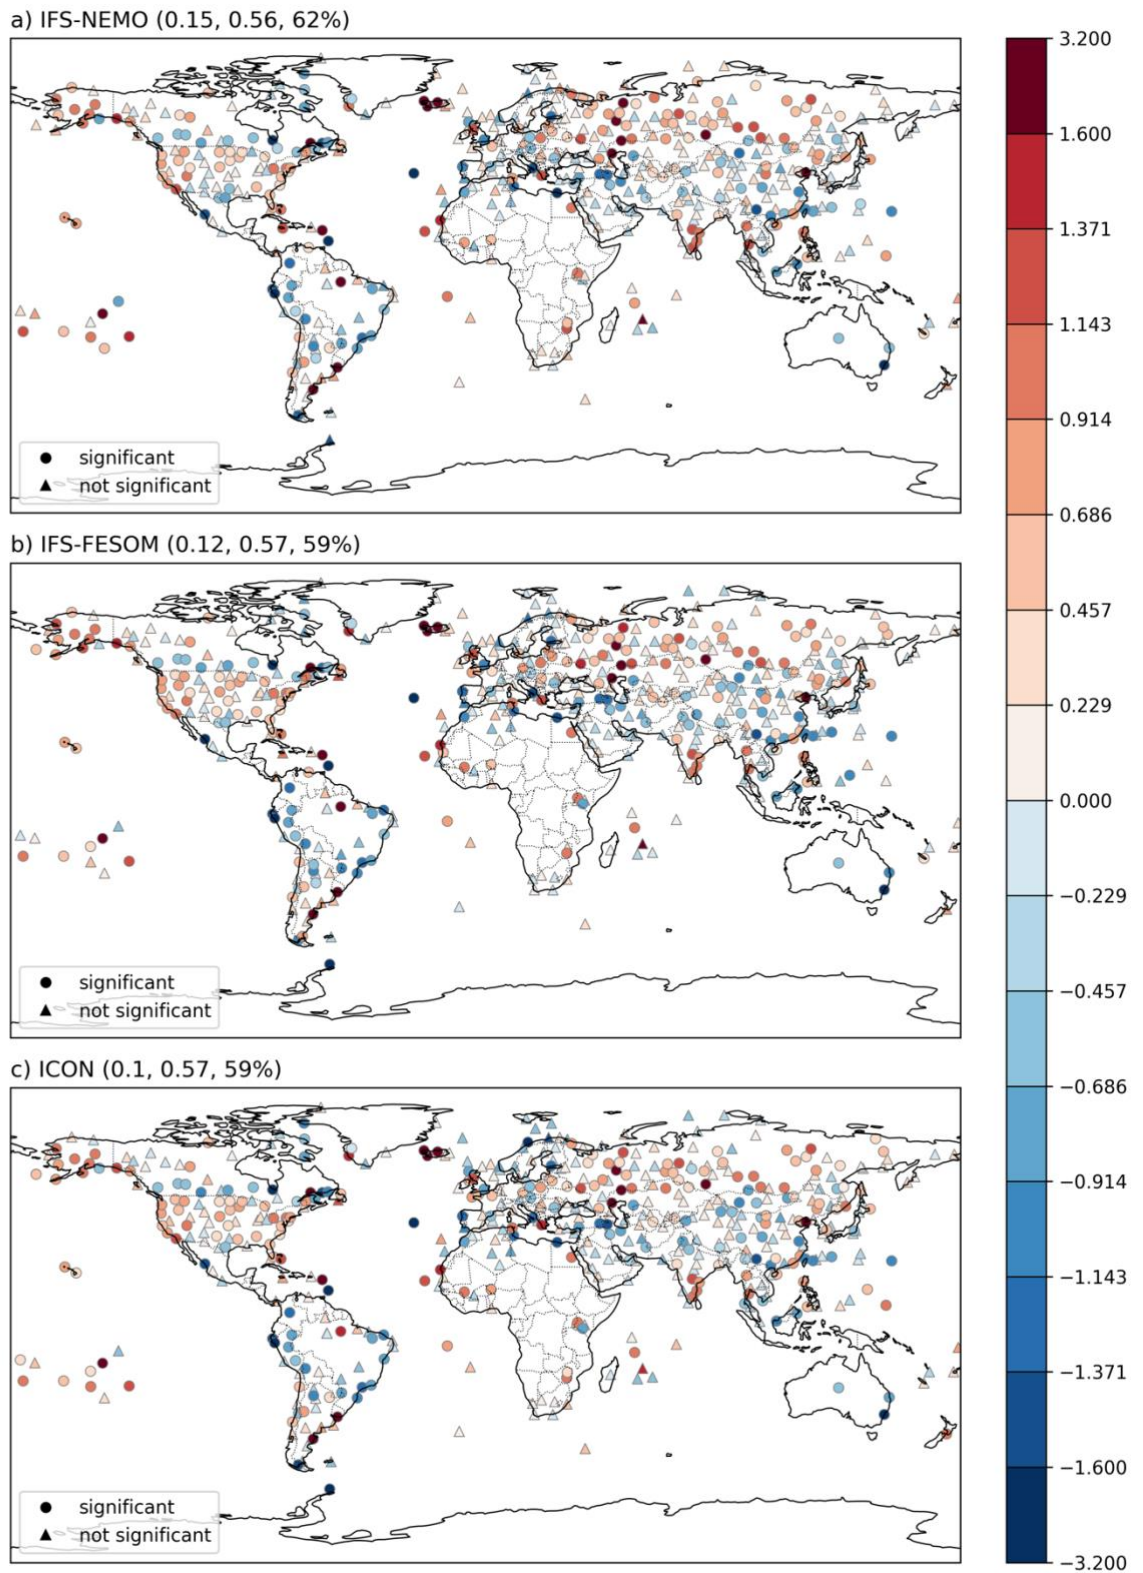 a) IFS-NEMO (0.15, 0.56, 62%)
significant
not significant
b) IFS-FESOM (0.12, 0.57, 59%)
significant
not significant
c) ICON (0.1, 0.57, 59%)
significant
not significant
3.200
1.600
1.371
1.143
0.914
0.686
0.457
0.229
0.000
−0.229
−0.457
−0.686
−0.914
−1.143
−1.371
−1.600
−3.200